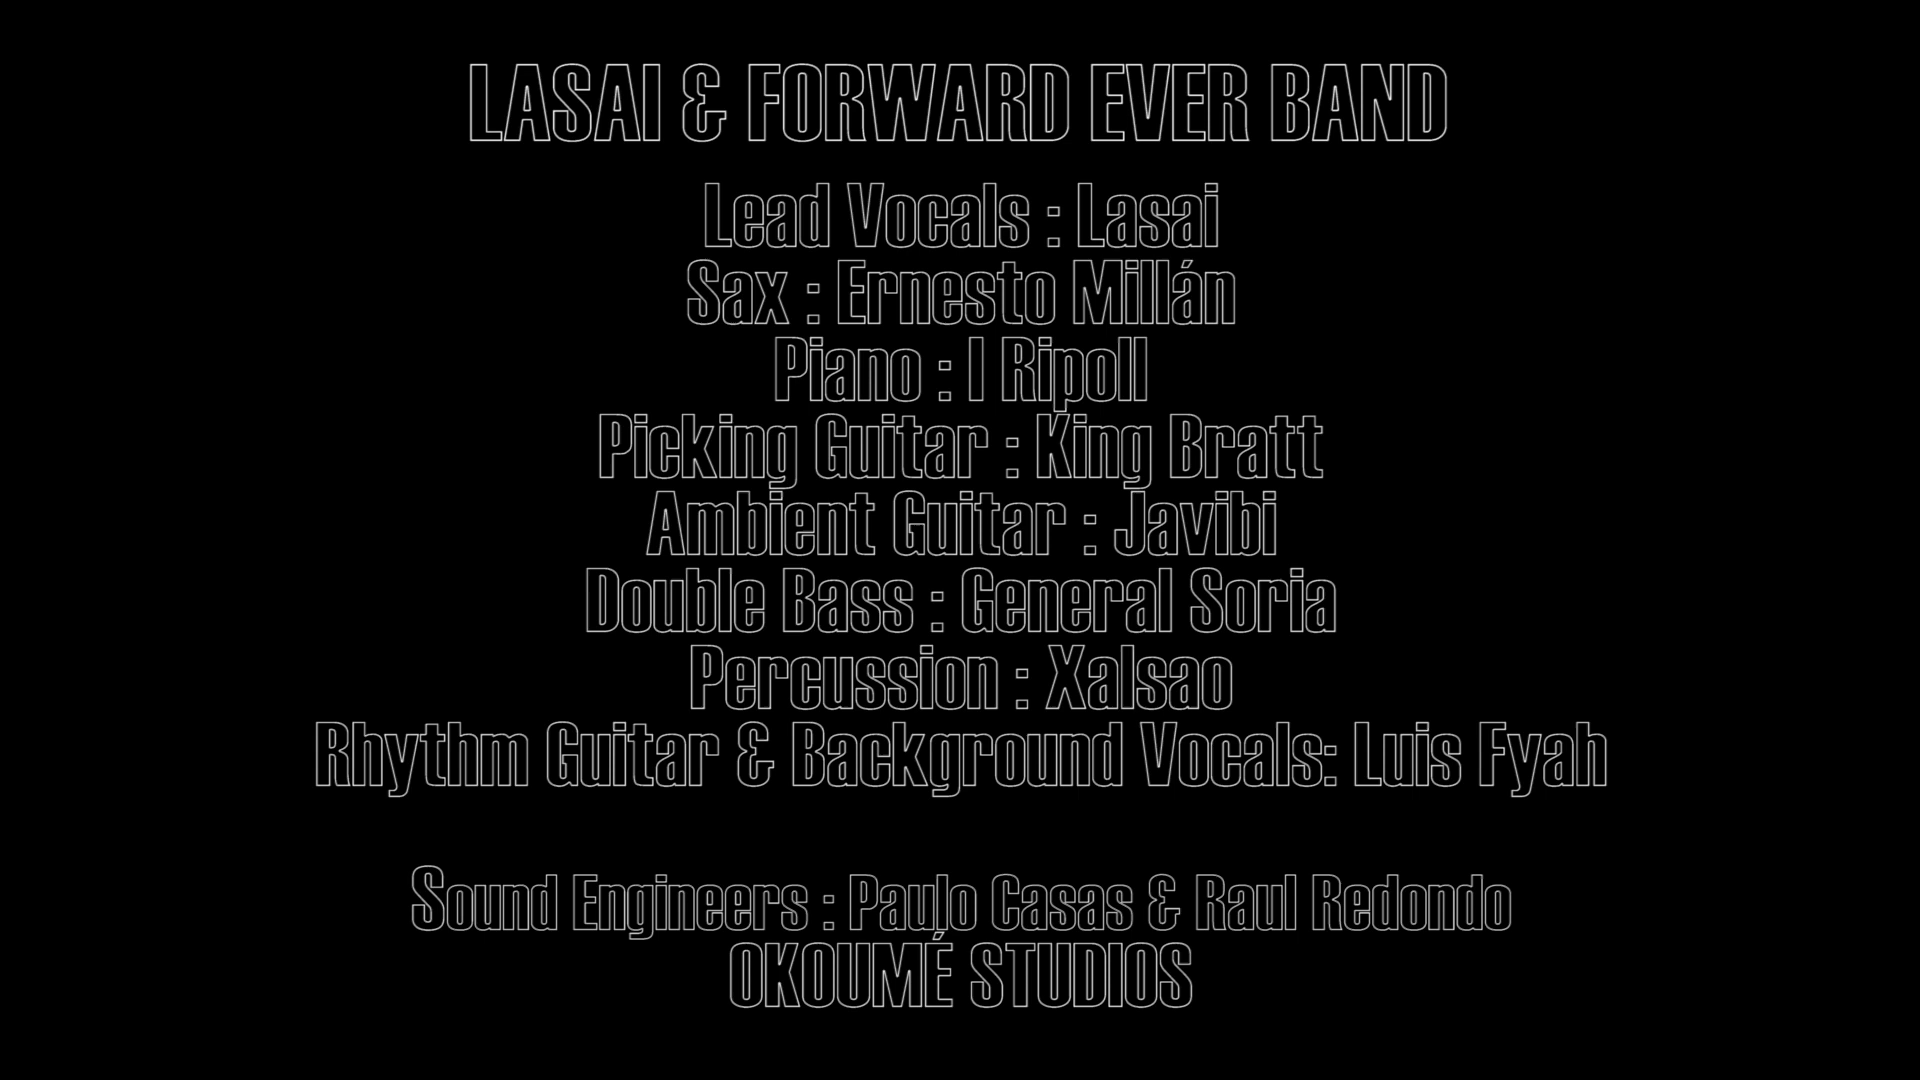 LASAI & FORWARD EVER BAND
Lead Vocals : Lasai
Sax : Ernesto Millán
Piano : I Ripoll
Picking Guitar : King Bratt
Ambient Guitar : Javibi
Double Bass : General Soria
Percussion : Xalsao
Rhythm Guitar & Background Vocals: Luis Fyah
Sound Engineers : Paulo Casas & Raul Redondo
OKOUMÉ STUDIOS